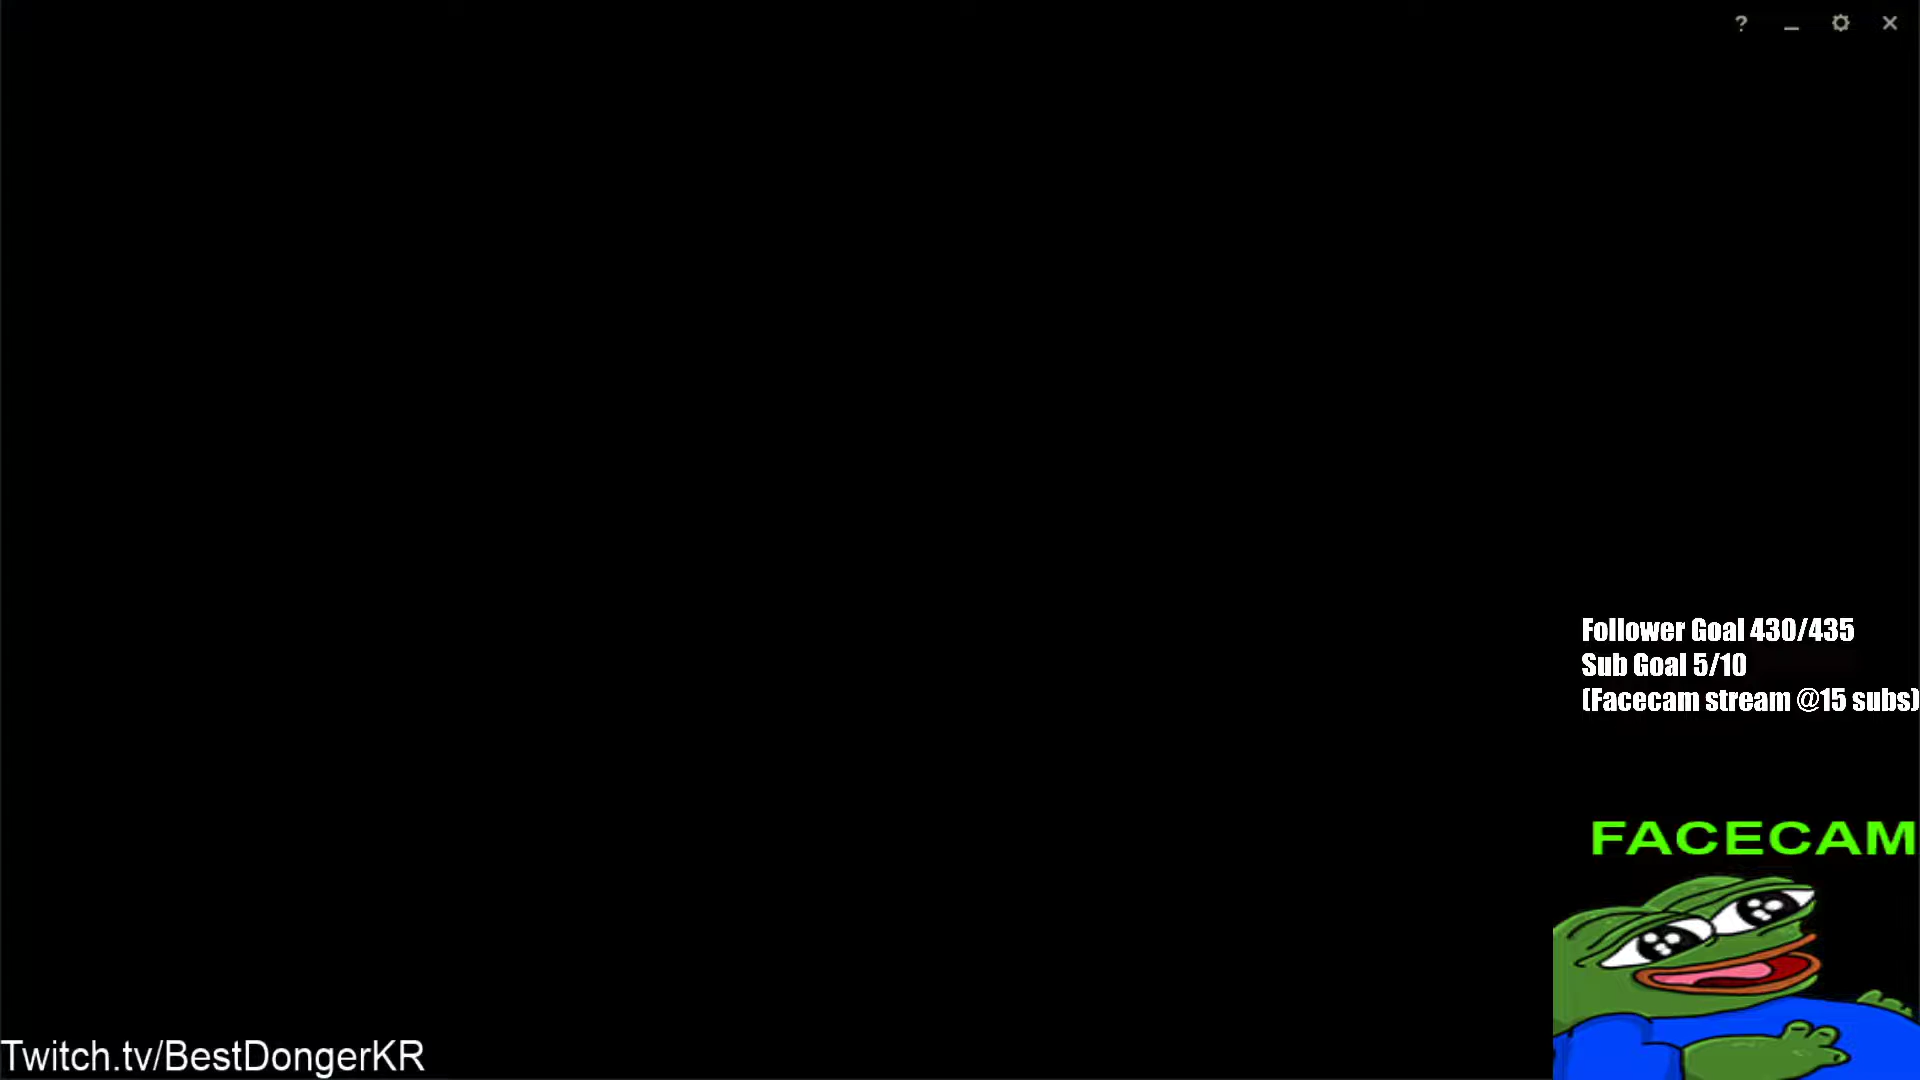 ?
Follower Goal 430/435
Sub Goal 5/10
(Facecam stream @15 subs)
FACECAM
Twitch.tv/BestDongerKR